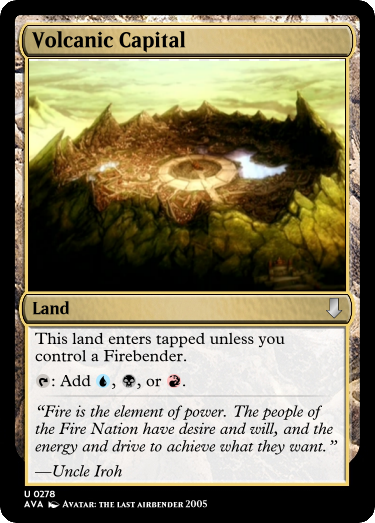 Volcanic Capital
Land
This land enters tapped unless you
control a Firebender.
: Add , , or .
“Fire is the element of power. The people of
the Fire Nation have desire and will, and the
energy and drive to achieve what they want.”
—Uncle Iroh
U 0278
AVA Avatar: the last airbender 2005